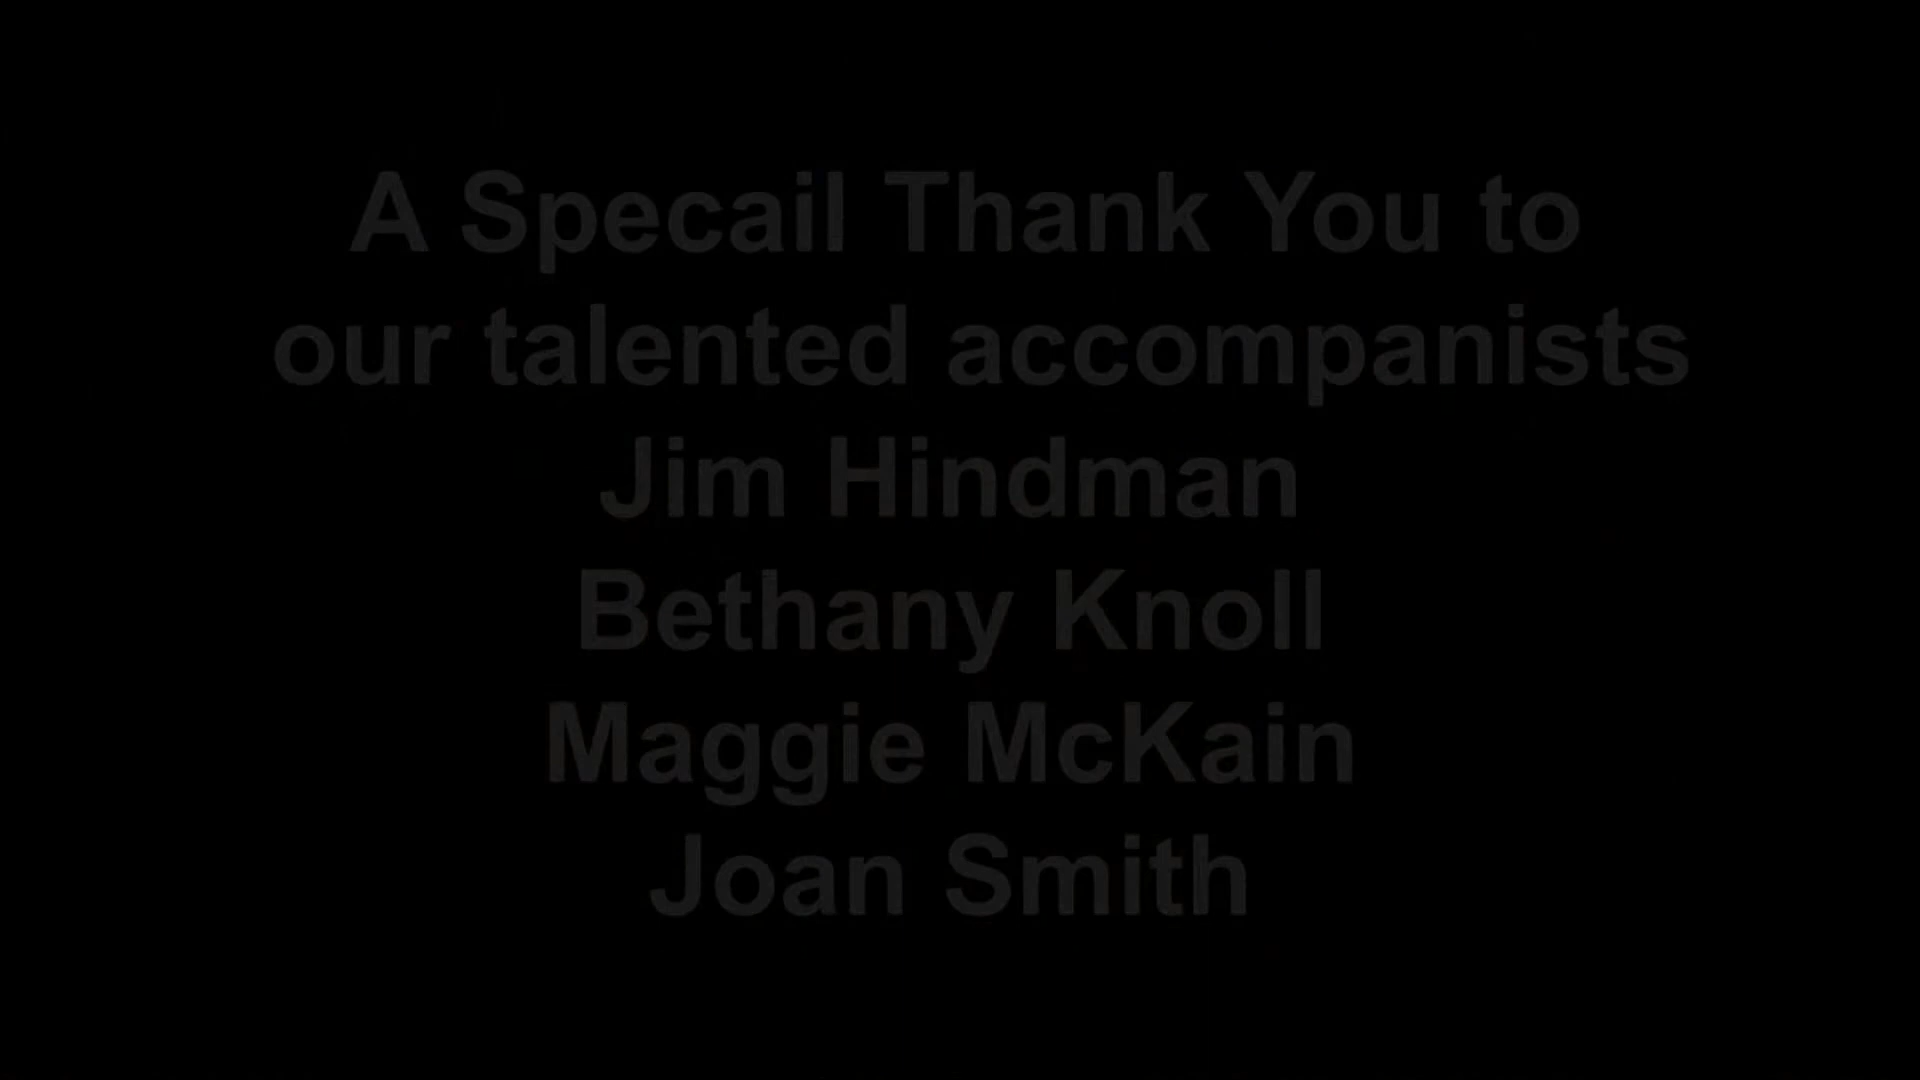 A Specail Thank You to
our talented accompanists
Jim Hindman
Bethany Knoll
Maggie McKain
Joan Smith